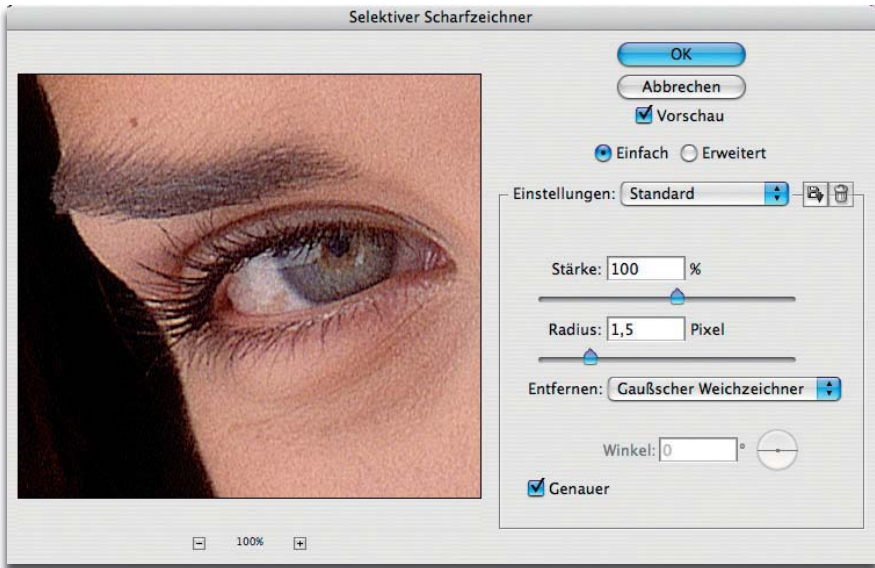 Selektiver Scharfzeichner
OK
Abbrechen
Vorschau
Einfach Erweitert
Einstellungen: Standard
Stärke: 100 %
Radius: 1,5 Pixel
Entfernen: Gaußscher Weichzeichner
Winkel: 0 °
Genauer
100%